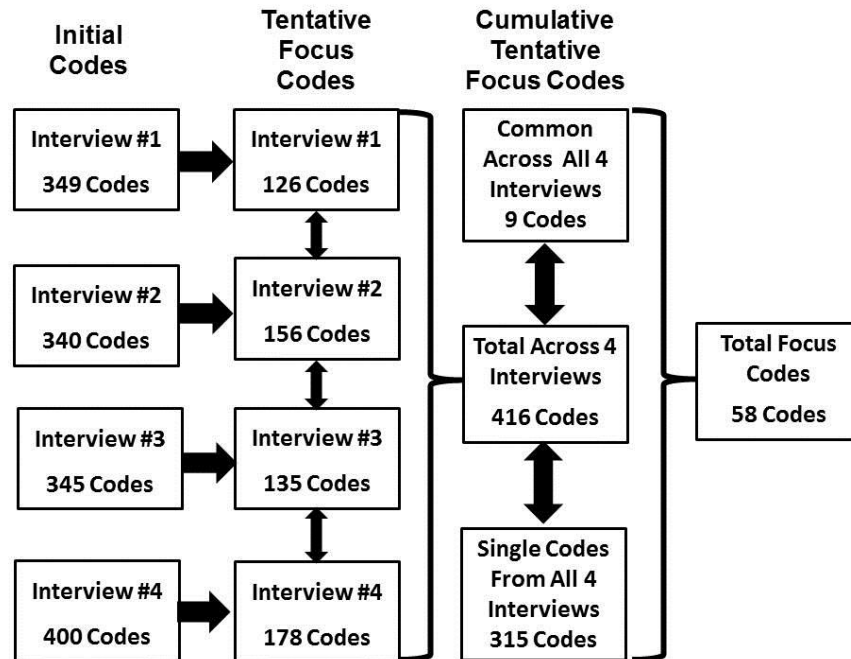 Initial
Codes
Tentative
Focus
Codes
Cumulative
Tentative
Focus Codes
Interview #1
349 Codes
Interview #1
126 Codes
Common
Across All 4
Interviews
9 Codes
Interview #2
340 Codes
Interview #2
156 Codes
Total Across 4
Interviews
416 Codes
Total Focus
Codes
58 Codes
Interview #3
345 Codes
Interview #3
135 Codes
Interview #4
400 Codes
Interview #4
178 Codes
Single Codes
From All 4
Interviews
315 Codes